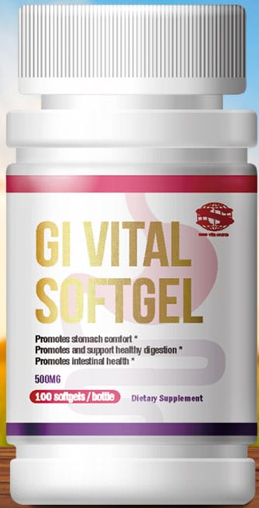 GI VITAL
SOFTGEL
Promotes stomach comfort *
Promotes and support healthy digestion *
Promotes intestinal health *
500MG
100 softgels / bottle Dietary Supplement